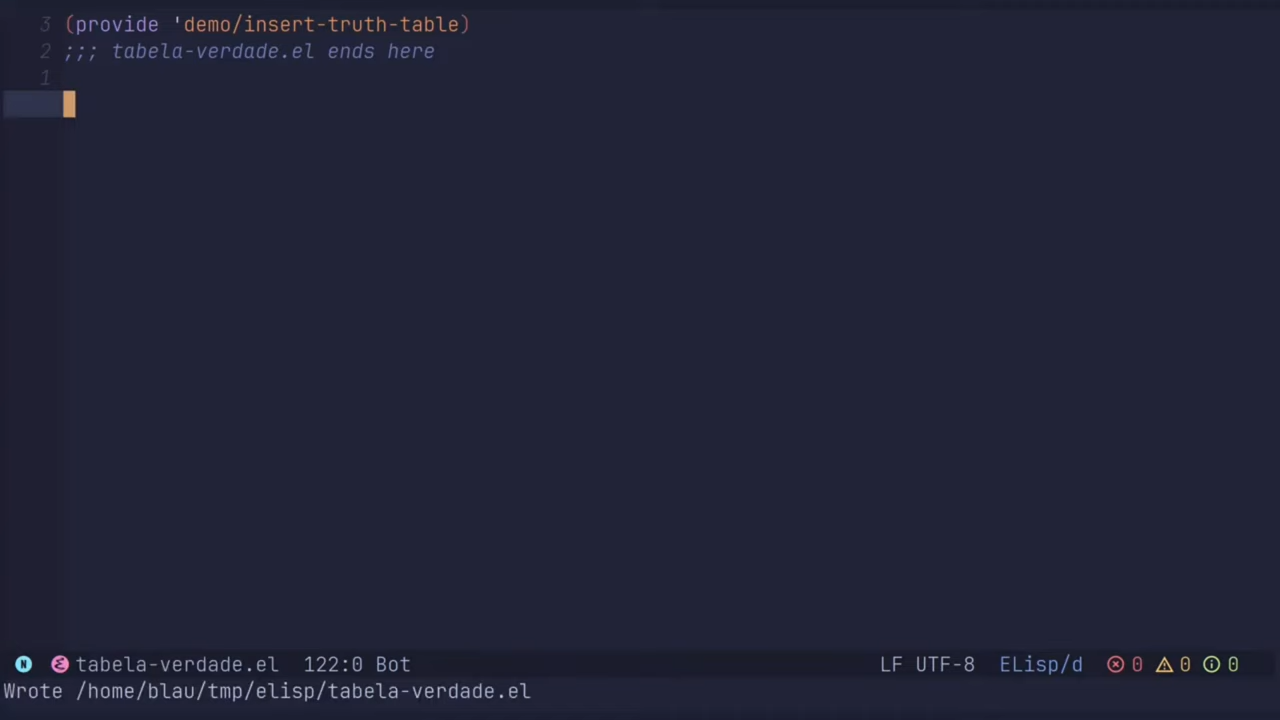 3 (provide 'demo/insert-truth-table)
2 ;;; tabela-verdade.el ends here
1
N tabela-verdade.el 122:0 Bot LF UTF-8 ELisp/d 0 0 0
Wrote /home/blau/tmp/elisp/tabela-verdade.el